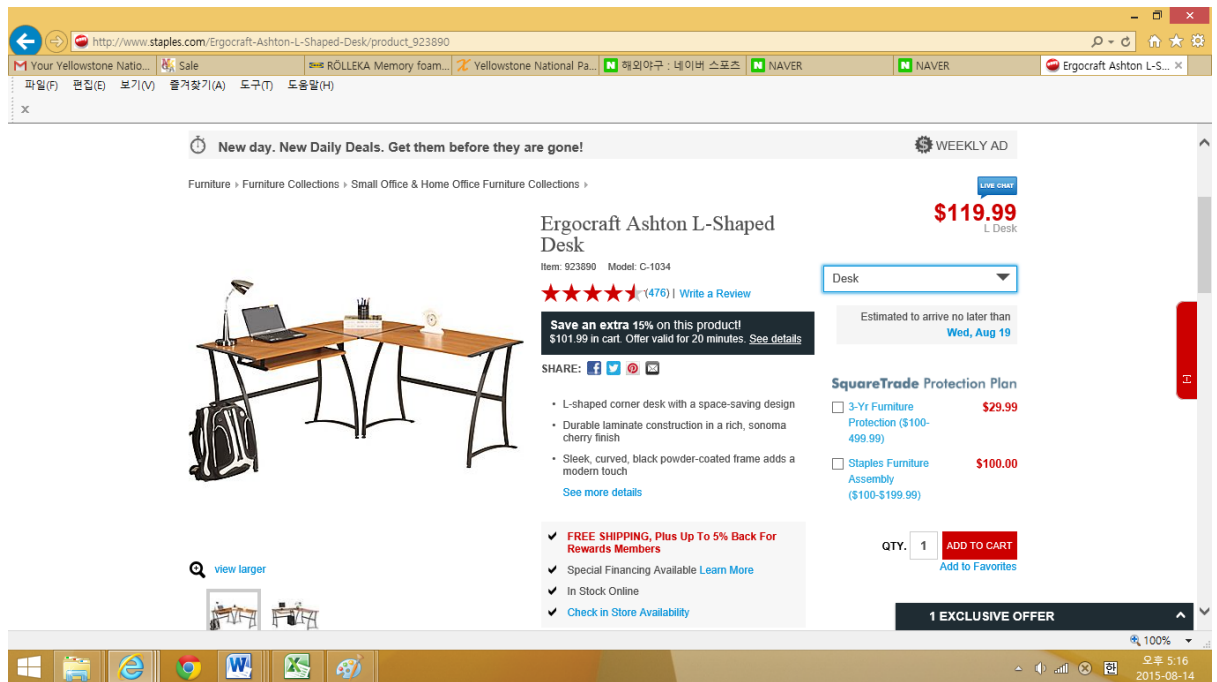 http://www.staples.com/Ergocraft-Ashton-L-Shaped-Desk/product_923890
Your Yellowstone Natio...
Sale
RÖLLEKA Memory foam...
Yellowstone National Pa...
해외야구 : 네이버 스포츠
NAVER
NAVER
Ergocraft Ashton L-S...
파일(F) 편집(E) 보기(V) 즐겨찾기(A) 도구(T) 도움말(H)
x
New day. New Daily Deals. Get them before they are gone!
WEEKLY AD
Furniture Furniture Collections Small Office & Home Office Furniture Collections
LIVE CHAT
$119.99
L Desk
Ergocraft Ashton L-Shaped
Desk
Item: 923890 Model: C-1034
(476) | Write a Review
Save an extra 15% on this product!
$101.99 in cart. Offer valid for 20 minutes. See details
SHARE:
• L-shaped corner desk with a space-saving design
• Durable laminate construction in a rich, sonoma
cherry finish
• Sleek, curved, black powder-coated frame adds a
modern touch
See more details
FREE SHIPPING, Plus Up To 5% Back For
Rewards Members
Special Financing Available Learn More
In Stock Online
Check in Store Availability
Desk
Estimated to arrive no later than
Wed, Aug 19
SquareTrade Protection Plan
3-Yr Furniture
Protection ($100-
499.99)
$29.99
Staples Furniture
Assembly
($100-$199.99)
$100.00
QTY. 1 ADD TO CART
Add to Favorites
view larger
1 EXCLUSIVE OFFER
100%
한
오후 5:16
2015-08-14